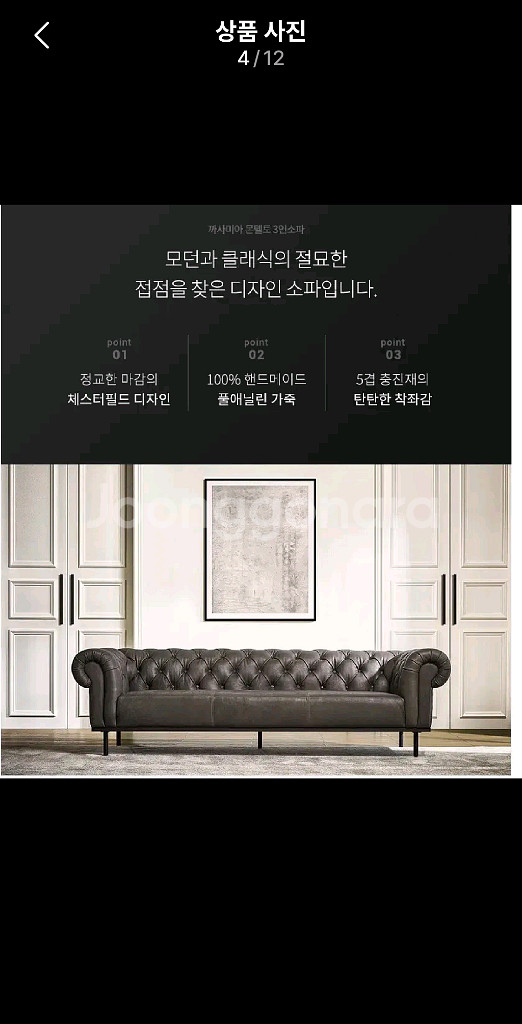 상품 사진
4/12
까사미아 몬텔로 3인소파
모던과 클래식의 절묘한
접점을 찾은 디자인 소파입니다.
point
01
정교한 마감의
체스터필드 디자인
point
02
100% 핸드메이드
풀애닐린 가죽
point
03
5겹 충진재의
탄탄한 착좌감
Joonggonara